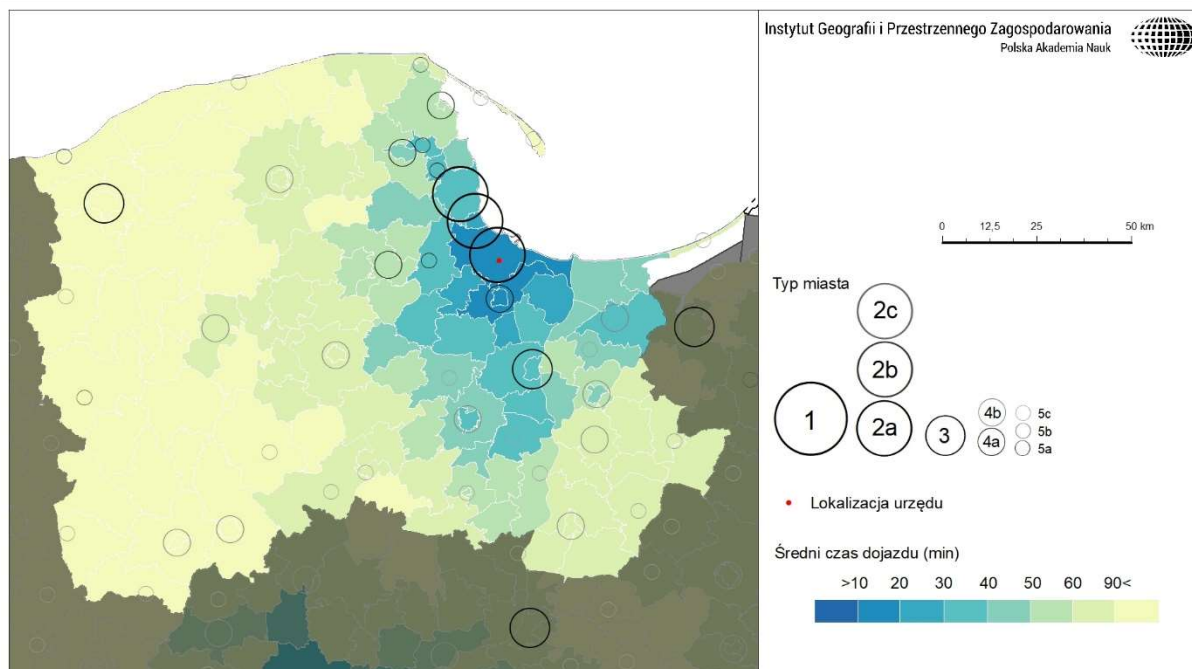 Instytut Geografii i Przestrzennego Zagospodarowania
Polska Akademia Nauk
0 12,5 25 50 km
Typ miasta
2c
2b
1 2a 3 4b 4a 5c 5b 5a
Lokalizacja urzędu
Średni czas dojazdu (min)
>10 20 30 40 50 60 90<